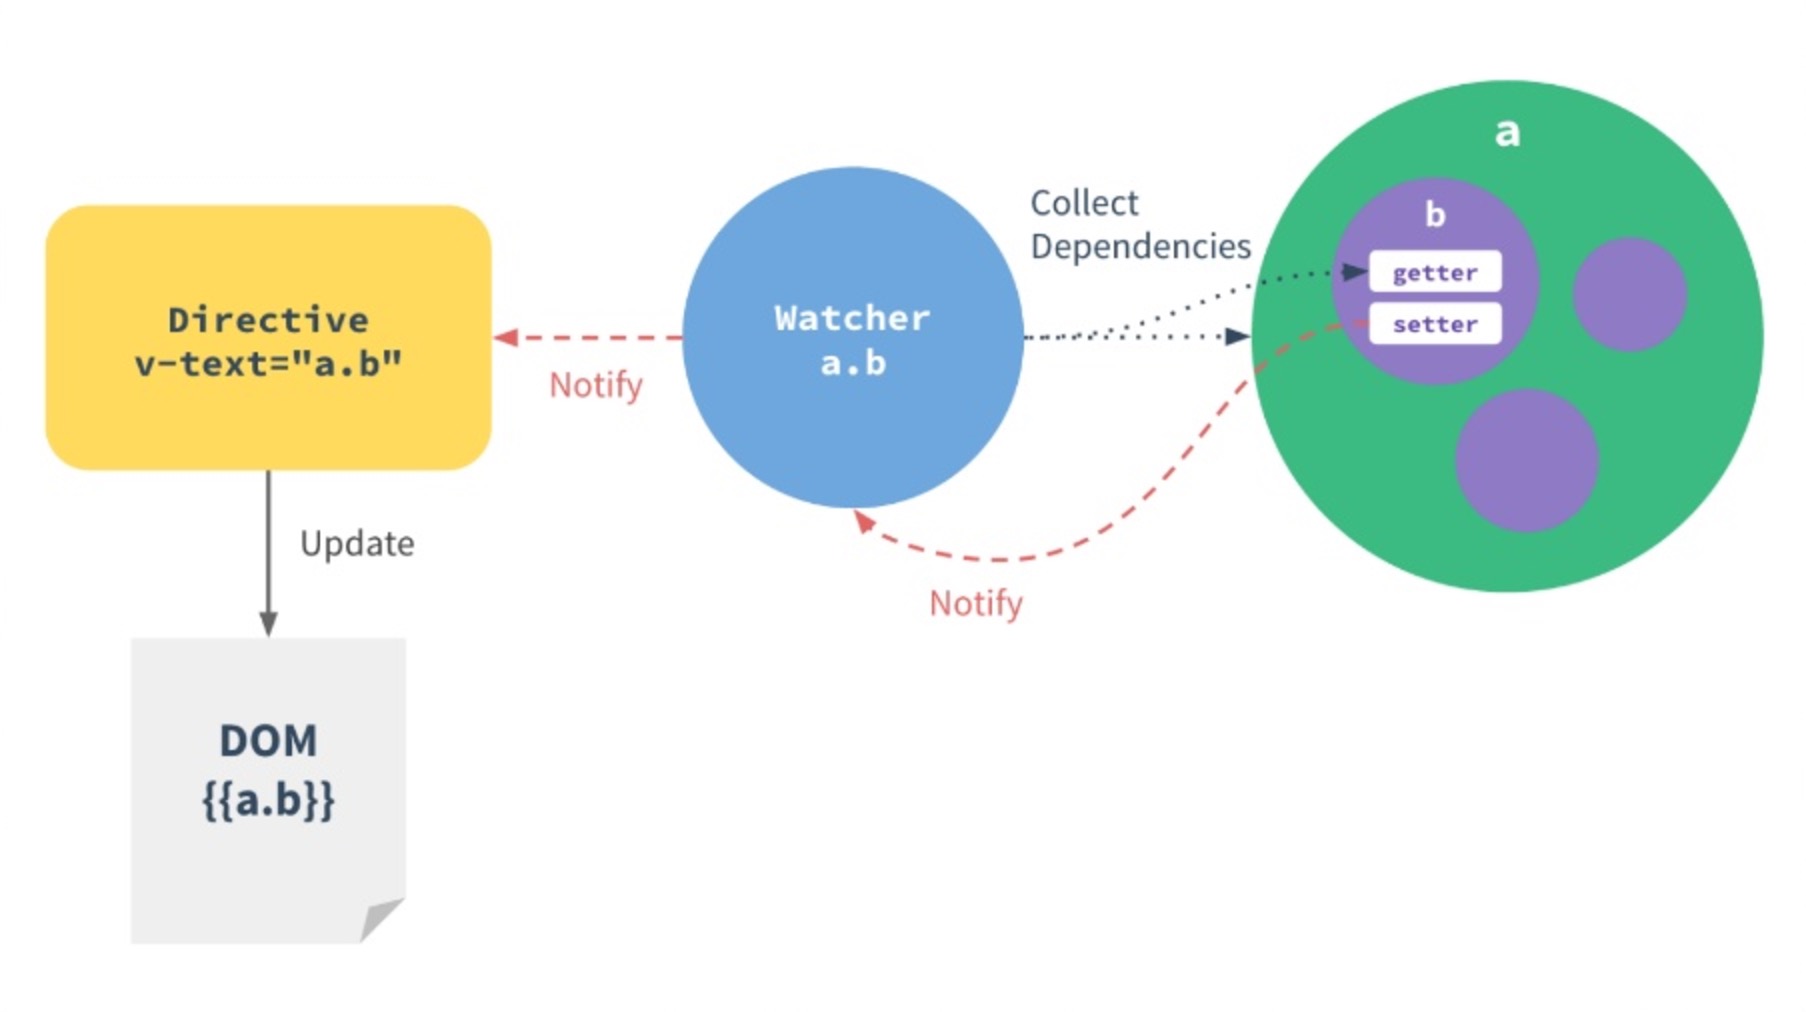 Directive
v-text="a.b"
Notify
Watcher
a.b
Collect
Dependencies
a
b
getter
setter
Notify
Update
DOM
{{a.b}}